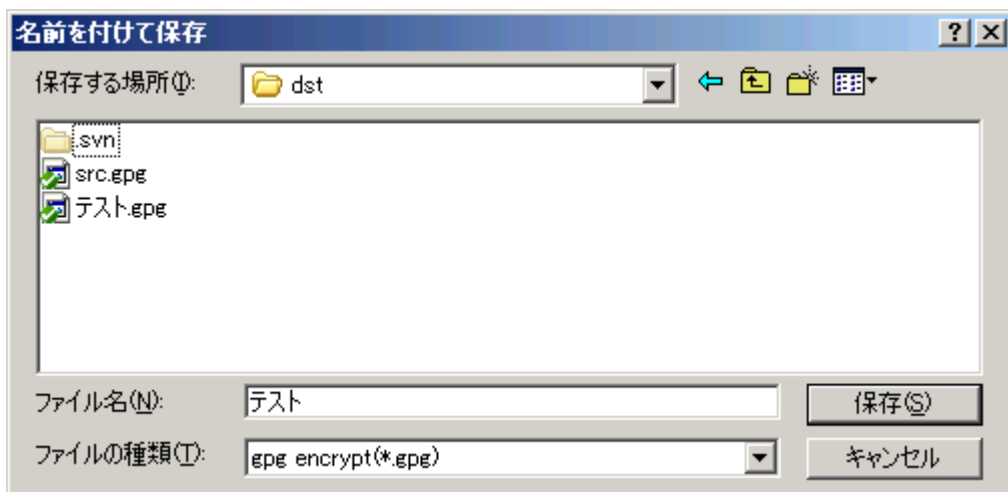 名前を付けて保存
保存する場所(I):
dst
.svn
src.gpg
テスト.gpg
ファイル名(N):
テスト
保存(S)
ファイルの種類(T):
gpg encrypt(*.gpg)
キャンセル